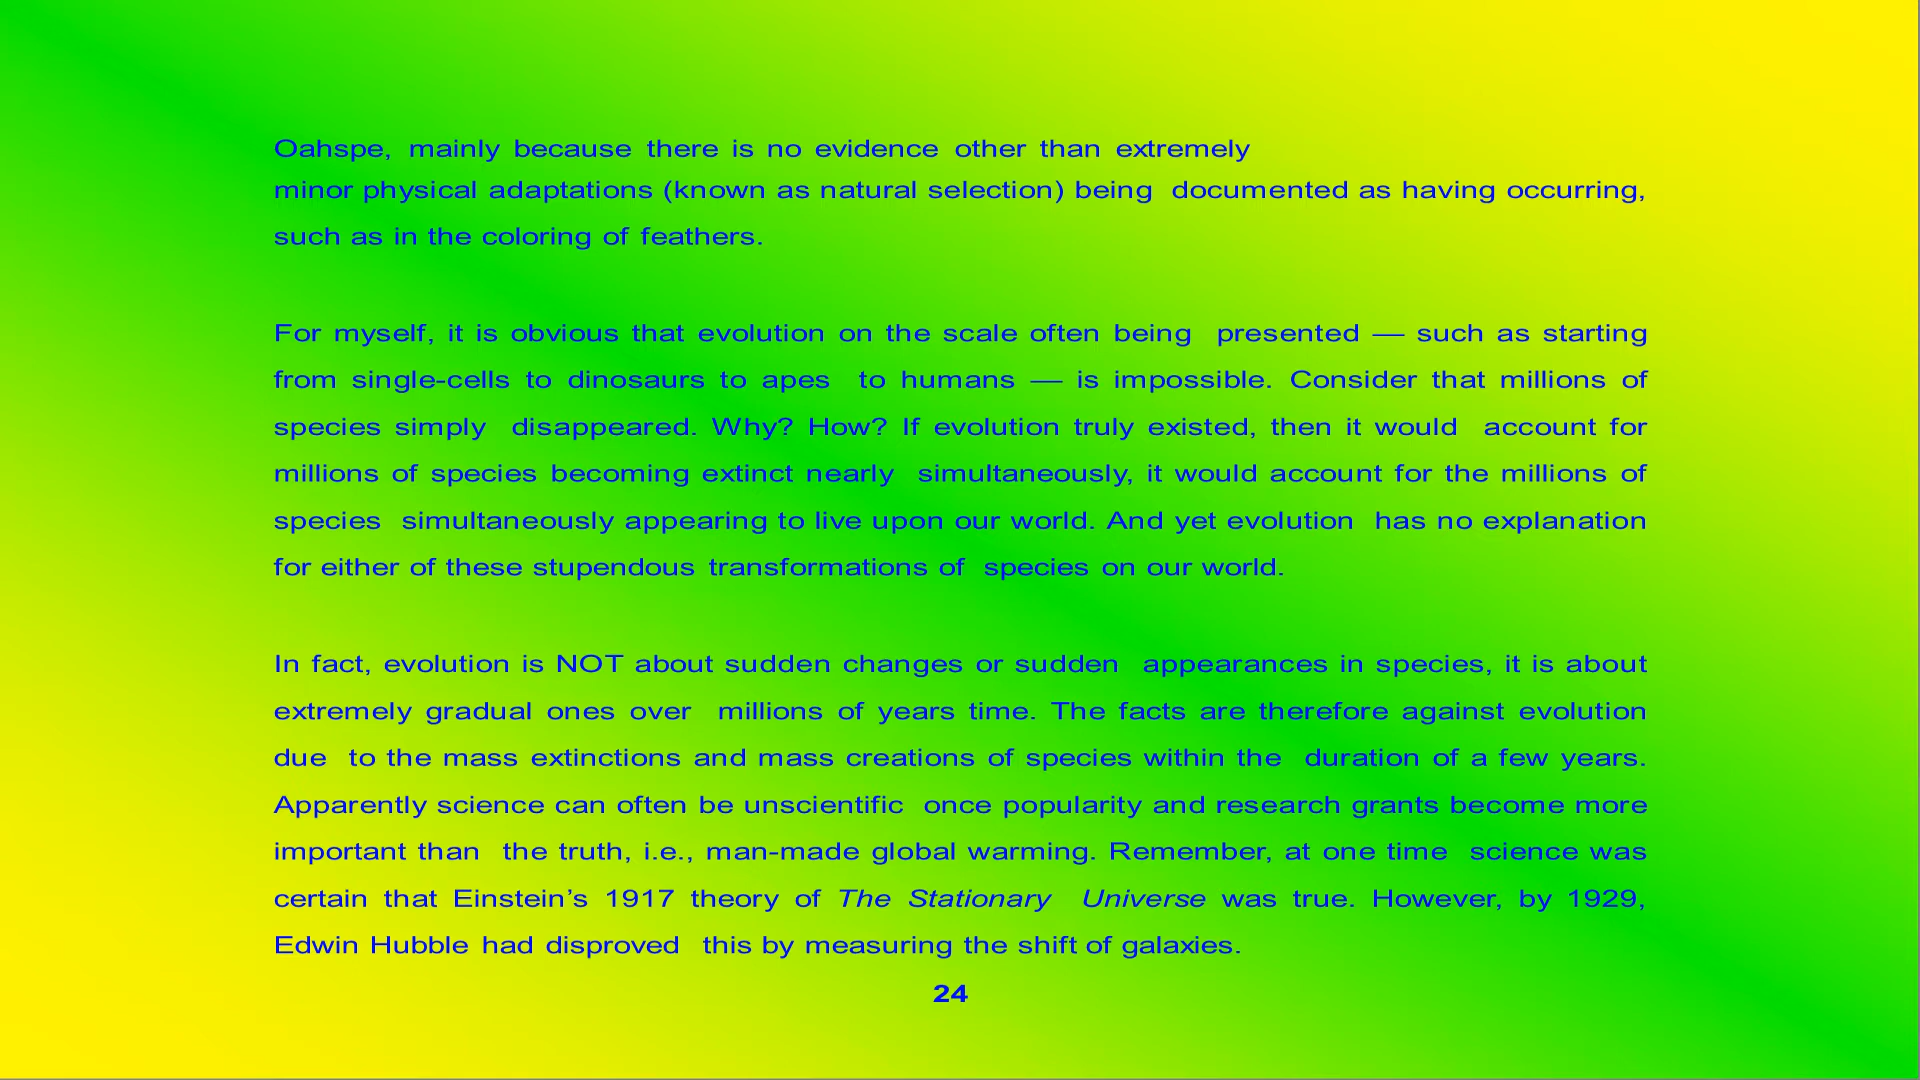 Oahspe, mainly because there is no evidence other than extremely
minor physical adaptations (known as natural selection) being documented as having occurring,
such as in the coloring of feathers.
For myself, it is obvious that evolution on the scale often being presented — such as starting
from single-cells to dinosaurs to apes to humans — is impossible. Consider that millions of
species simply disappeared. Why? How? If evolution truly existed, then it would account for
millions of species becoming extinct nearly simultaneously, it would account for the millions of
species simultaneously appearing to live upon our world. And yet evolution has no explanation
for either of these stupendous transformations of species on our world.
In fact, evolution is NOT about sudden changes or sudden appearances in species, it is about
extremely gradual ones over millions of years time. The facts are therefore against evolution
due to the mass extinctions and mass creations of species within the duration of a few years.
Apparently science can often be unscientific once popularity and research grants become more
important than the truth, i.e., man-made global warming. Remember, at one time science was
certain that Einstein’s 1917 theory of The Stationary Universe was true. However, by 1929,
Edwin Hubble had disproved this by measuring the shift of galaxies.
24